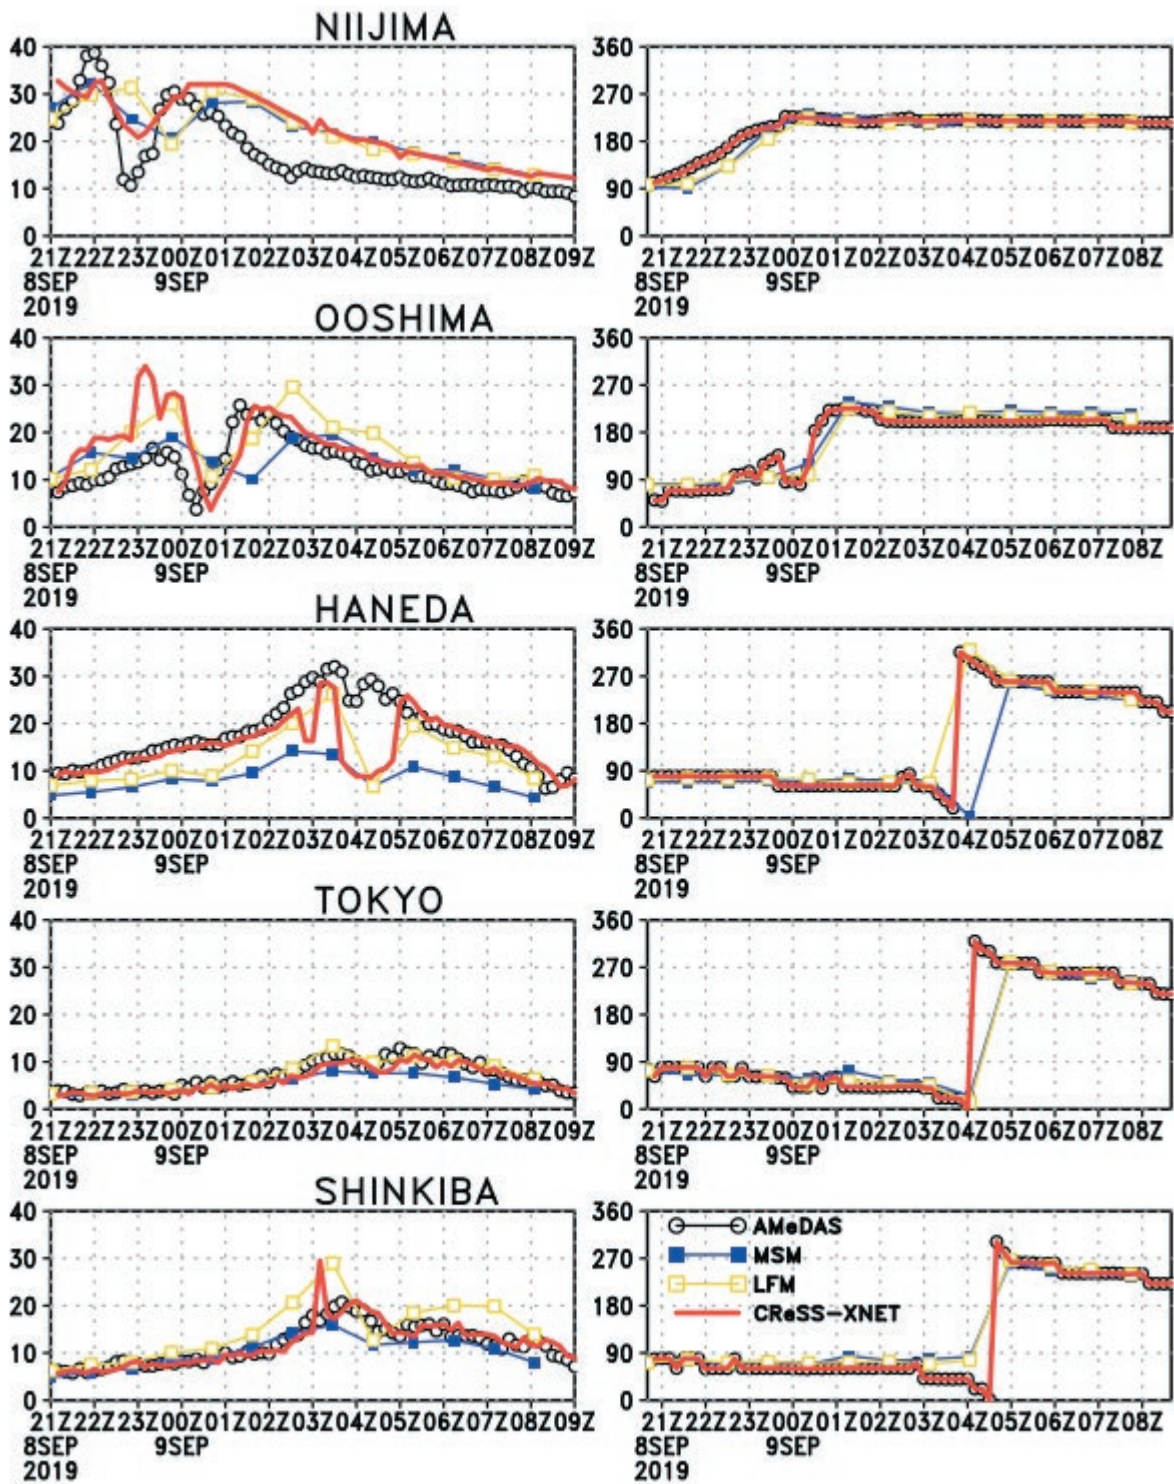 NIIJIMA
40 360
30 270
20 180
10 90
0 0
21Z22Z23Z00Z01Z02Z03Z04Z05Z06Z07Z08Z09Z 21Z22Z23Z00Z01Z02Z03Z04Z05Z06Z07Z08Z
8SEP 9SEP 8SEP 9SEP
2019 2019
OOSHIMA
40 360
30 270
20 180
10 90
0 0
21Z22Z23Z00Z01Z02Z03Z04Z05Z06Z07Z08Z09Z 21Z22Z23Z00Z01Z02Z03Z04Z05Z06Z07Z08Z
8SEP 9SEP 8SEP 9SEP
2019 2019
HANEDA
40 360
30 270
20 180
10 90
0 0
21Z22Z23Z00Z01Z02Z03Z04Z05Z06Z07Z08Z09Z 21Z22Z23Z00Z01Z02Z03Z04Z05Z06Z07Z08Z
8SEP 9SEP 8SEP 9SEP
2019 2019
TOKYO
40 360
30 270
20 180
10 90
0 0
21Z22Z23Z00Z01Z02Z03Z04Z05Z06Z07Z08Z09Z 21Z22Z23Z00Z01Z02Z03Z04Z05Z06Z07Z08Z
8SEP 9SEP 8SEP 9SEP
2019 2019
SHINKIBA
40 360
AMeDAS
30 270
MSM
LFM
20 180
CReSS-XNET
10 90
0 0
21Z22Z23Z00Z01Z02Z03Z04Z05Z06Z07Z08Z09Z 21Z22Z23Z00Z01Z02Z03Z04Z05Z06Z07Z08Z
8SEP 9SEP 8SEP 9SEP
2019 2019